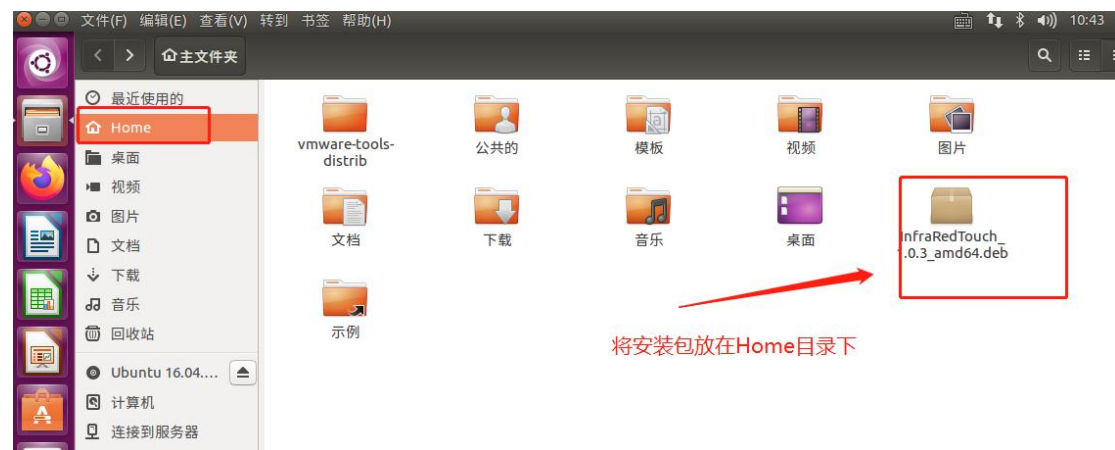 文件(F) 编辑(E) 查看(V) 转到 书签 帮助(H)
10:43
主文件夹
最近使用的
Home
桌面
视频
图片
文档
下载
音乐
回收站
Ubuntu 16.04....
计算机
连接到服务器
vmware-tools-
distrib
公共的
模板
视频
图片
文档
下载
音乐
桌面
InfraRedTouch_
1.0.3_amd64.deb
示例
将安装包放在Home目录下